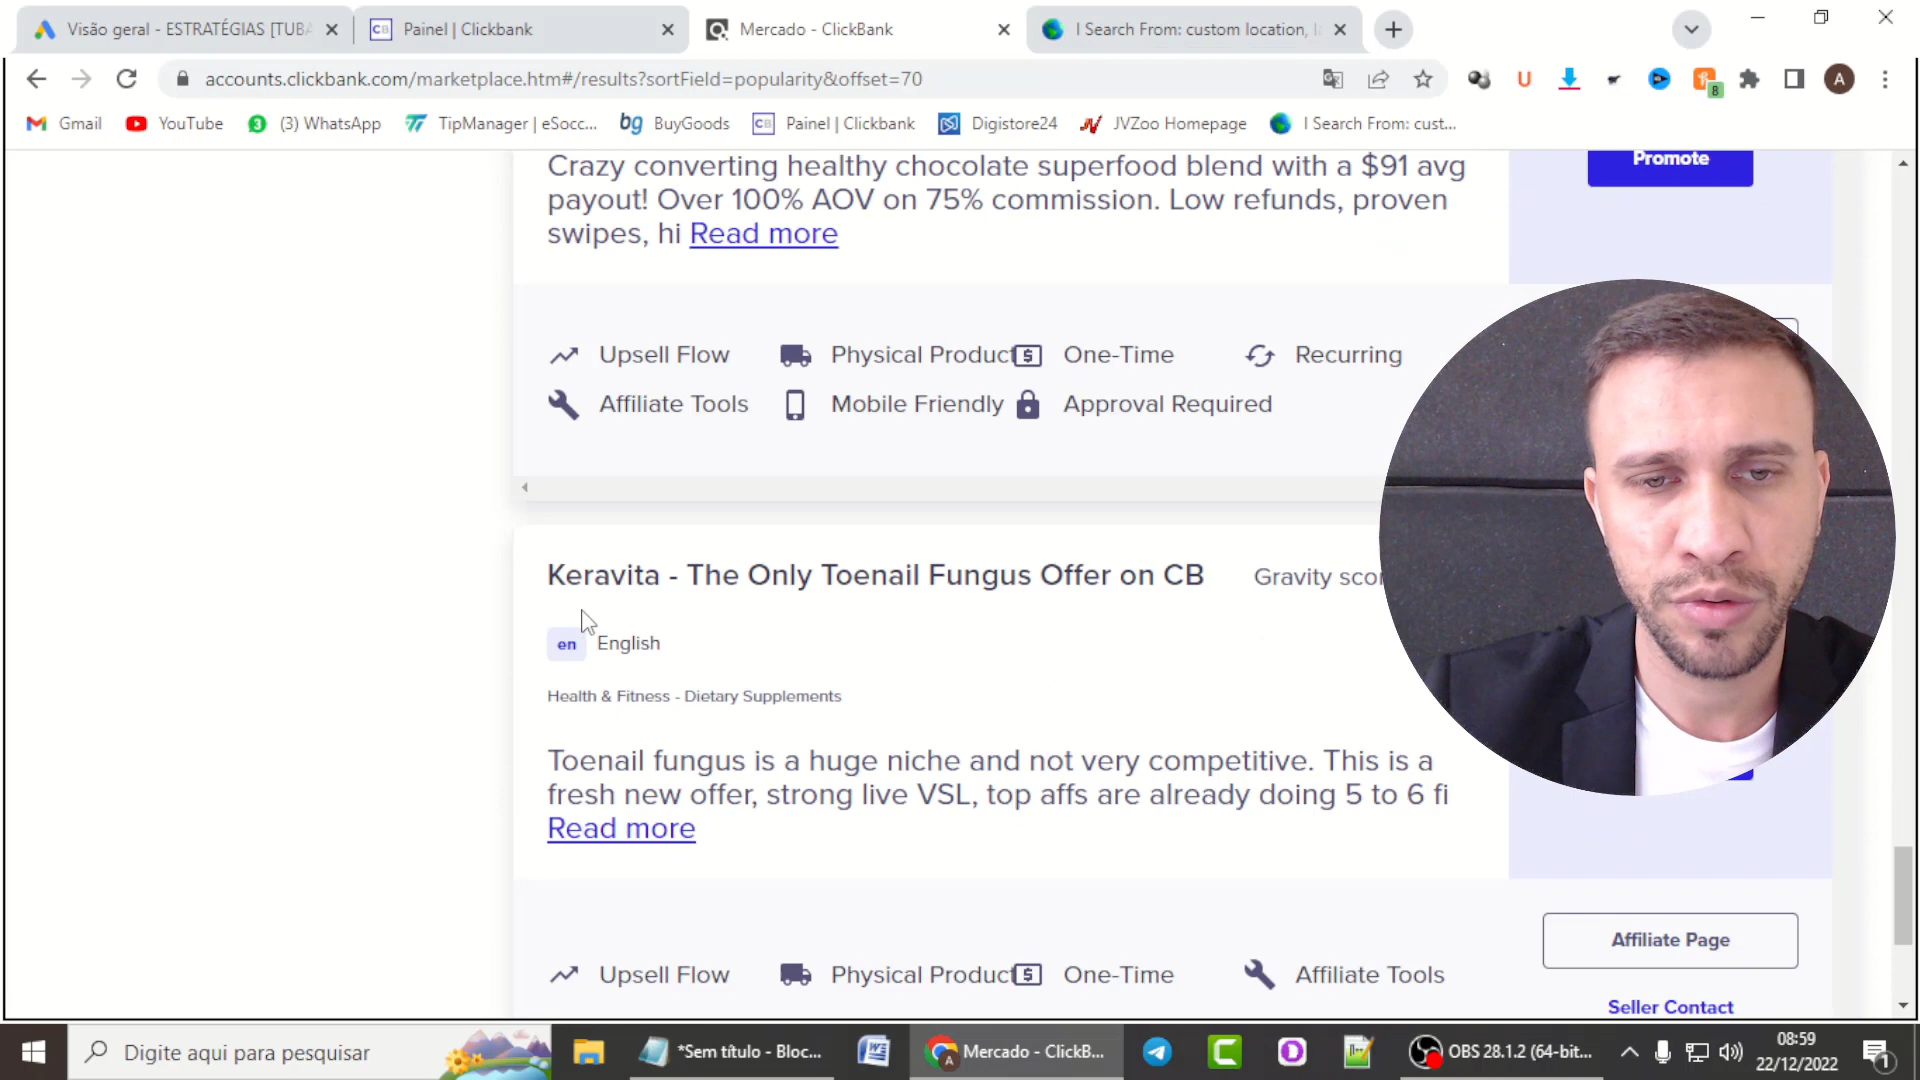 Visão geral - ESTRATÉGIAS [TUBA
Painel | Clickbank
Mercado - ClickBank
I Search From: custom location, l
accounts.clickbank.com/marketplace.htm#/results?sortField=popularity&offset=70
U
8
A
Gmail
YouTube
3
(3) WhatsApp
TipManager | eSocc...
bg
BuyGoods
CB
Painel | Clickbank
Digistore24
JVZoo Homepage
I Search From: cust...
Crazy converting healthy chocolate superfood blend with a $91 avg
payout! Over 100% AOV on 75% commission. Low refunds, proven
swipes, hi Read more
Promote
Upsell Flow
Physical Product
One-Time
Recurring
Affiliate Tools
Mobile Friendly
Approval Required
Keravita - The Only Toenail Fungus Offer on CB
Gravity scor
en
English
Health & Fitness - Dietary Supplements
Toenail fungus is a huge niche and not very competitive. This is a
fresh new offer, strong live VSL, top affs are already doing 5 to 6 fi
Read more
Upsell Flow
Physical Product
One-Time
Affiliate Tools
Affiliate Page
Seller Contact
Digite aqui para pesquisar
*Sem título - Bloc...
Mercado - ClickB...
OBS 28.1.2 (64-bit...
08:59
22/12/2022
1